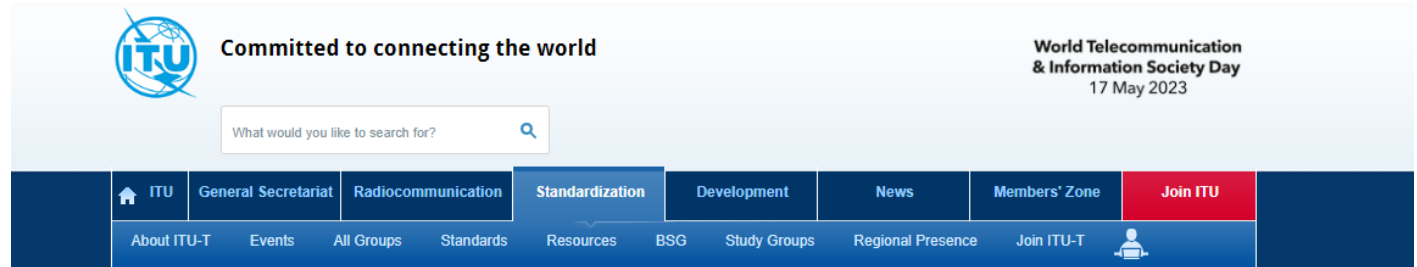 ITU
Committed to connecting the world
World Telecommunication
& Information Society Day
17 May 2023
What would you like to search for?
ITU General Secretariat Radiocommunication Standardization Development News Members' Zone Join ITU
About ITU-T Events All Groups Standards Resources BSG Study Groups Regional Presence Join ITU-T